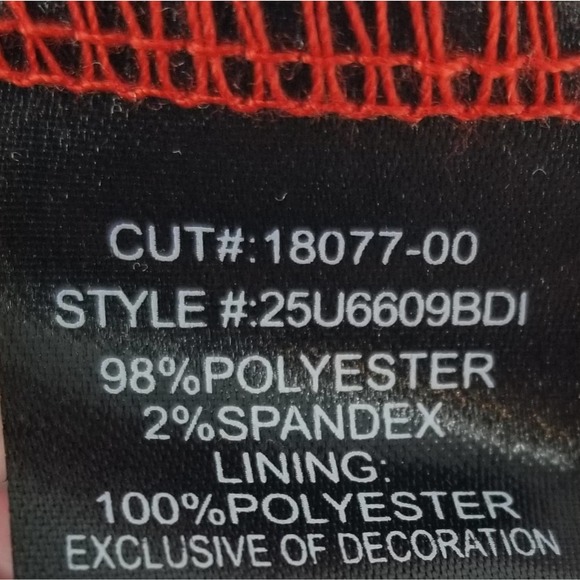 CUT#:18077-00
STYLE #:25U6609BDI
98%POLYESTER
2%SPANDEX
LINING:
100%POLYESTER
EXCLUSIVE OF DECORATION